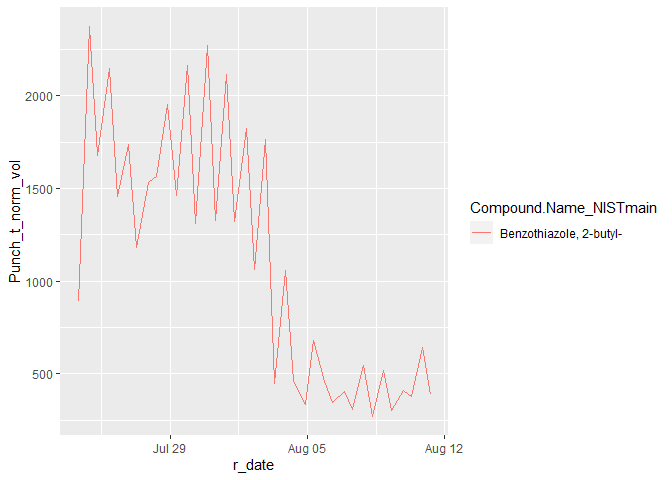 2000
1500
1000
500
Punch_t_norm_vol
Jul 29
Aug 05
Aug 12
r_date
Compound.Name_NISTmain
Benzothiazole, 2-butyl-